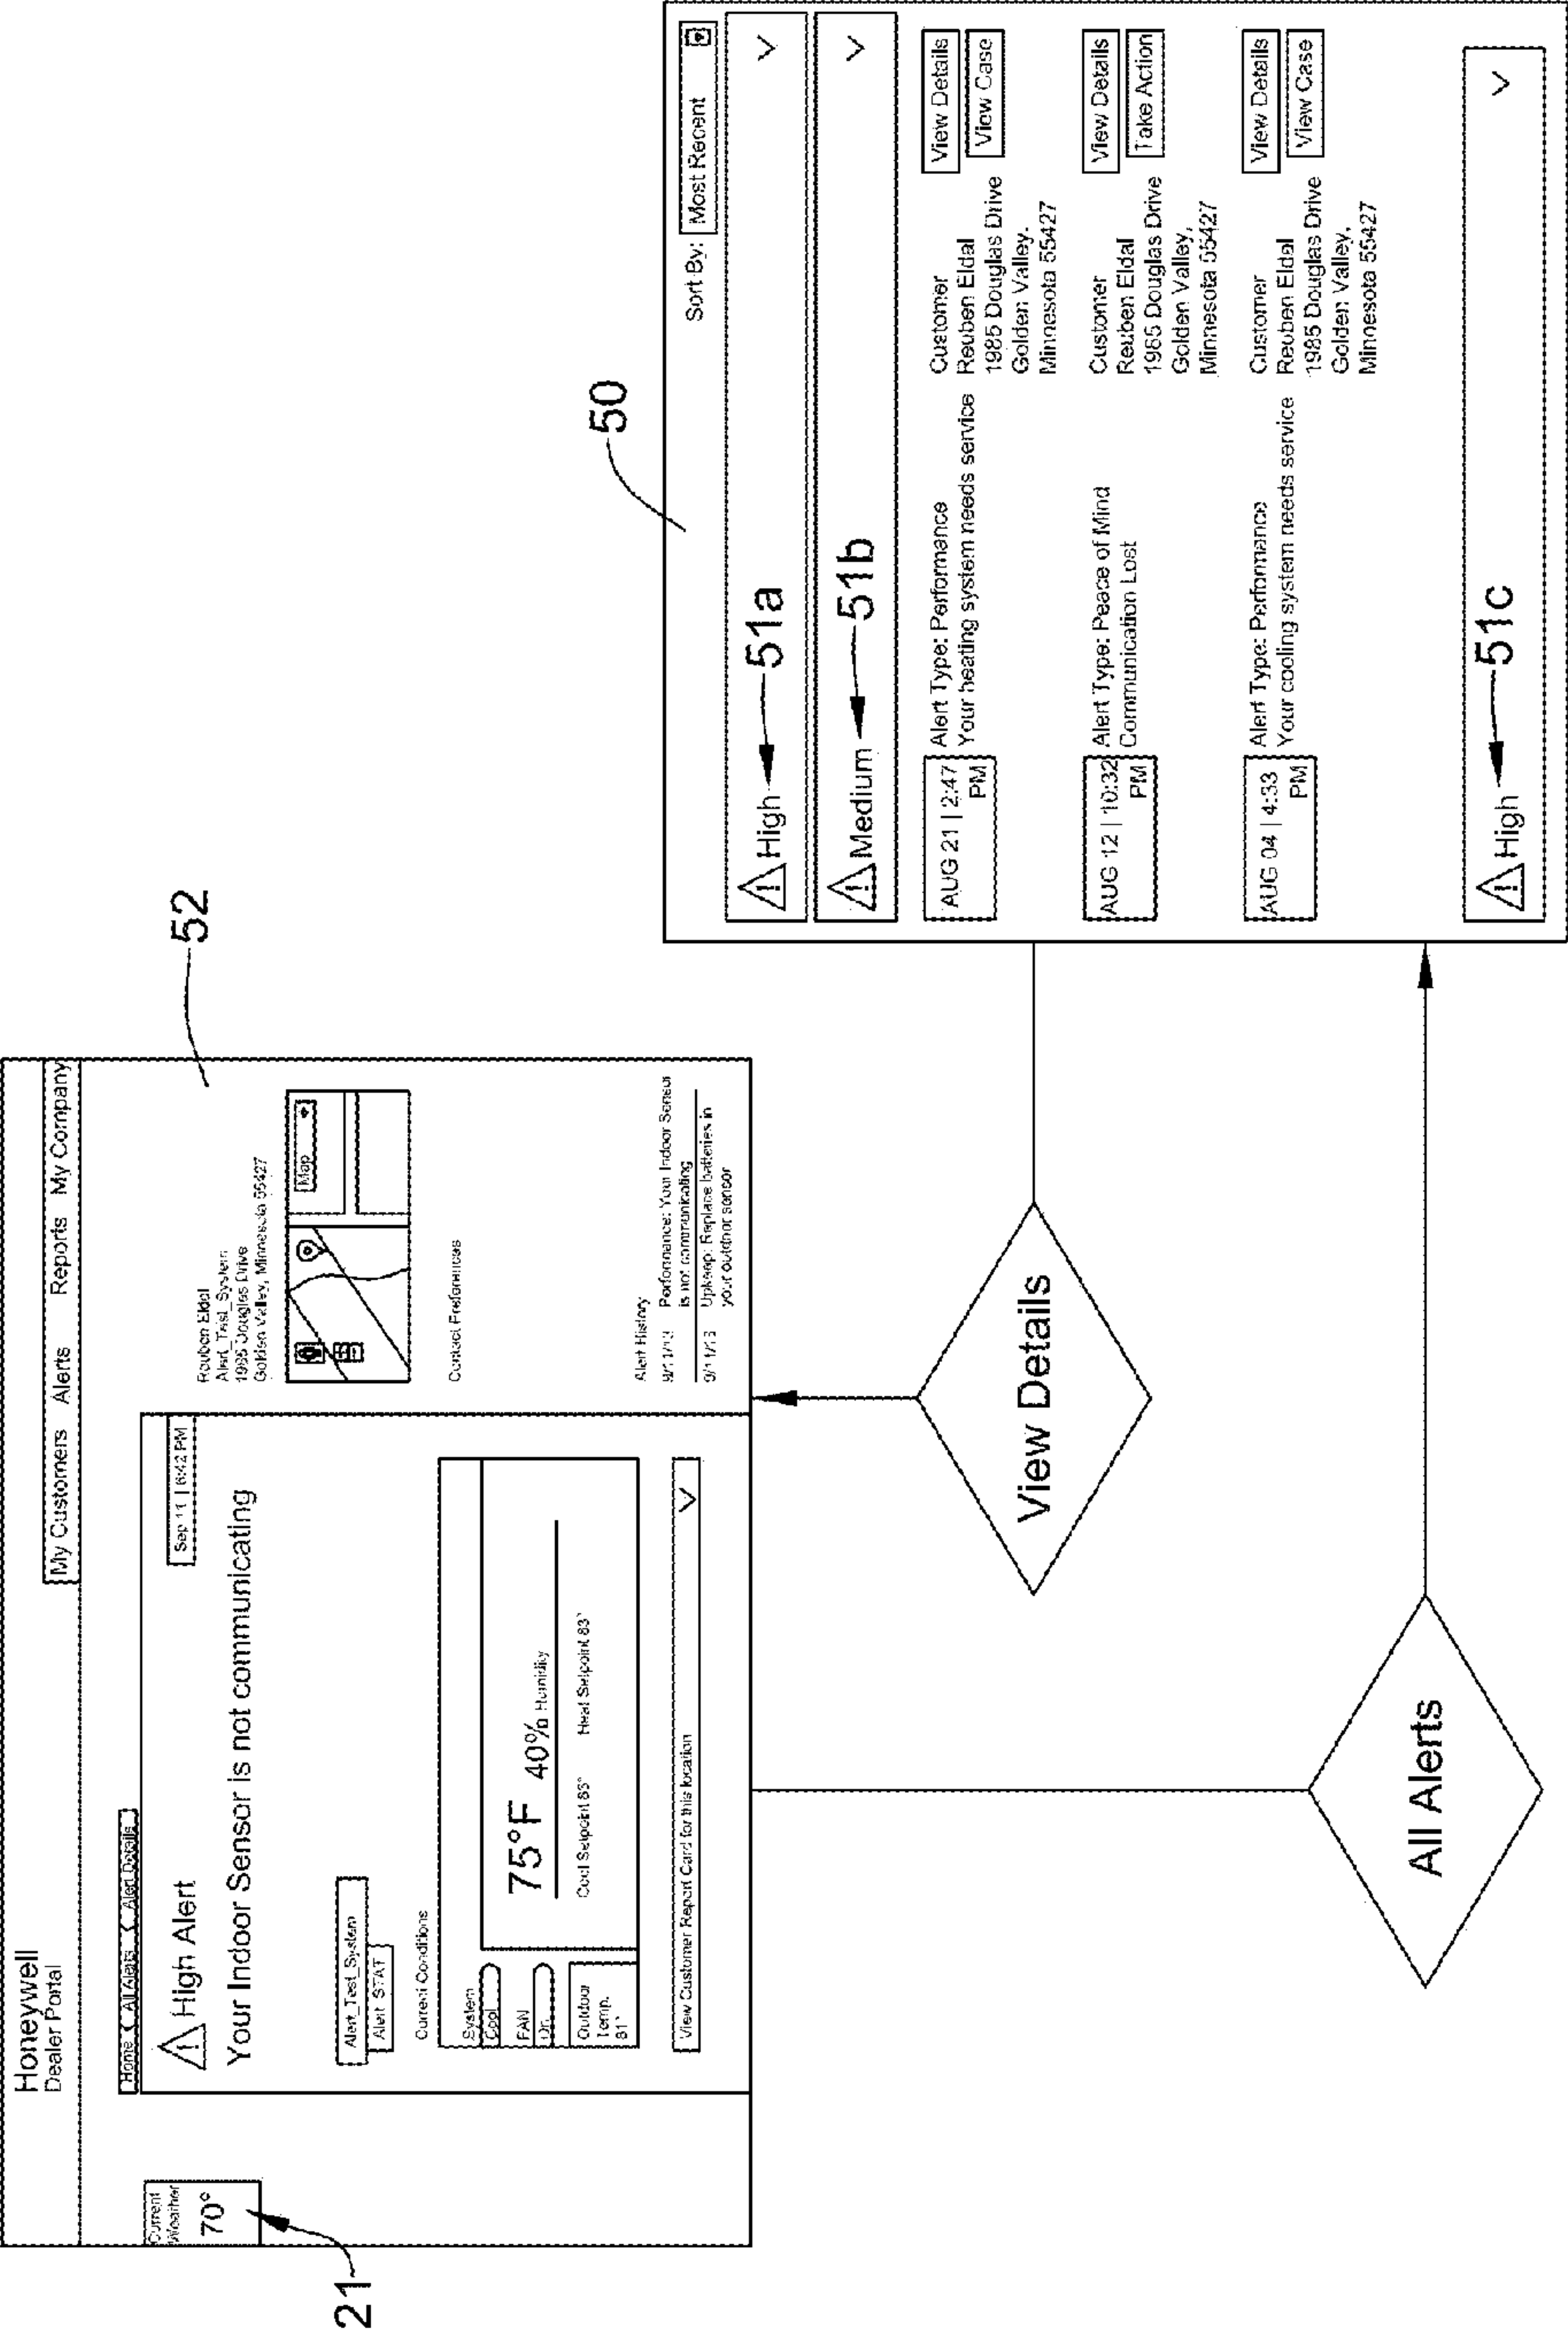 Honeywell
Dealer Portal
My Customers Alerts Reports My Company
Current
Weather
70°
21
Home All Alerts Alert Details
High Alert
Sep 11 | 6:42 PM
Your Indoor Sensor is not communicating
Alert_Test_System
Alert STAT
Current Conditions
System
Cool
FAN
On
Outdoor
Temp.
81°
75°F 40% Humidity
Cool Setpoint Heat Setpoint
View Customer Report Card for this location
52
Reuben Eldal
Alert_Test_System
1985 Douglas Drive
Golden Valley, Minnesota 55427
Map
Contact Preferences
Alert History
9/11/13 Performance: Your Indoor Sensor
is not communicating
9/11/13 Upkeep: Replace batteries in
your outdoor sensor
View Details
All Alerts
50
Sort By: Most Recent
High 51a
Medium 51b
AUG 21 | 2:47
PM
Alert Type: Performance
Your heating system needs service
Customer
Reuben Eldal
1985 Douglas Drive
Golden Valley.
Minnesota 55427
View Details
View Case
AUG 12 | 10:32
PM
Alert Type: Peace of Mind
Communication Lost
Customer
Reuben Eldal
1985 Douglas Drive
Golden Valley,
Minnesota 55427
View Details
Take Action
AUG 04 | 4:33
PM
Alert Type: Performance
Your cooling system needs service
Customer
Reuben Eldal
1985 Douglas Drive
Golden Valley,
Minnesota 55427
View Details
View Case
High 51c